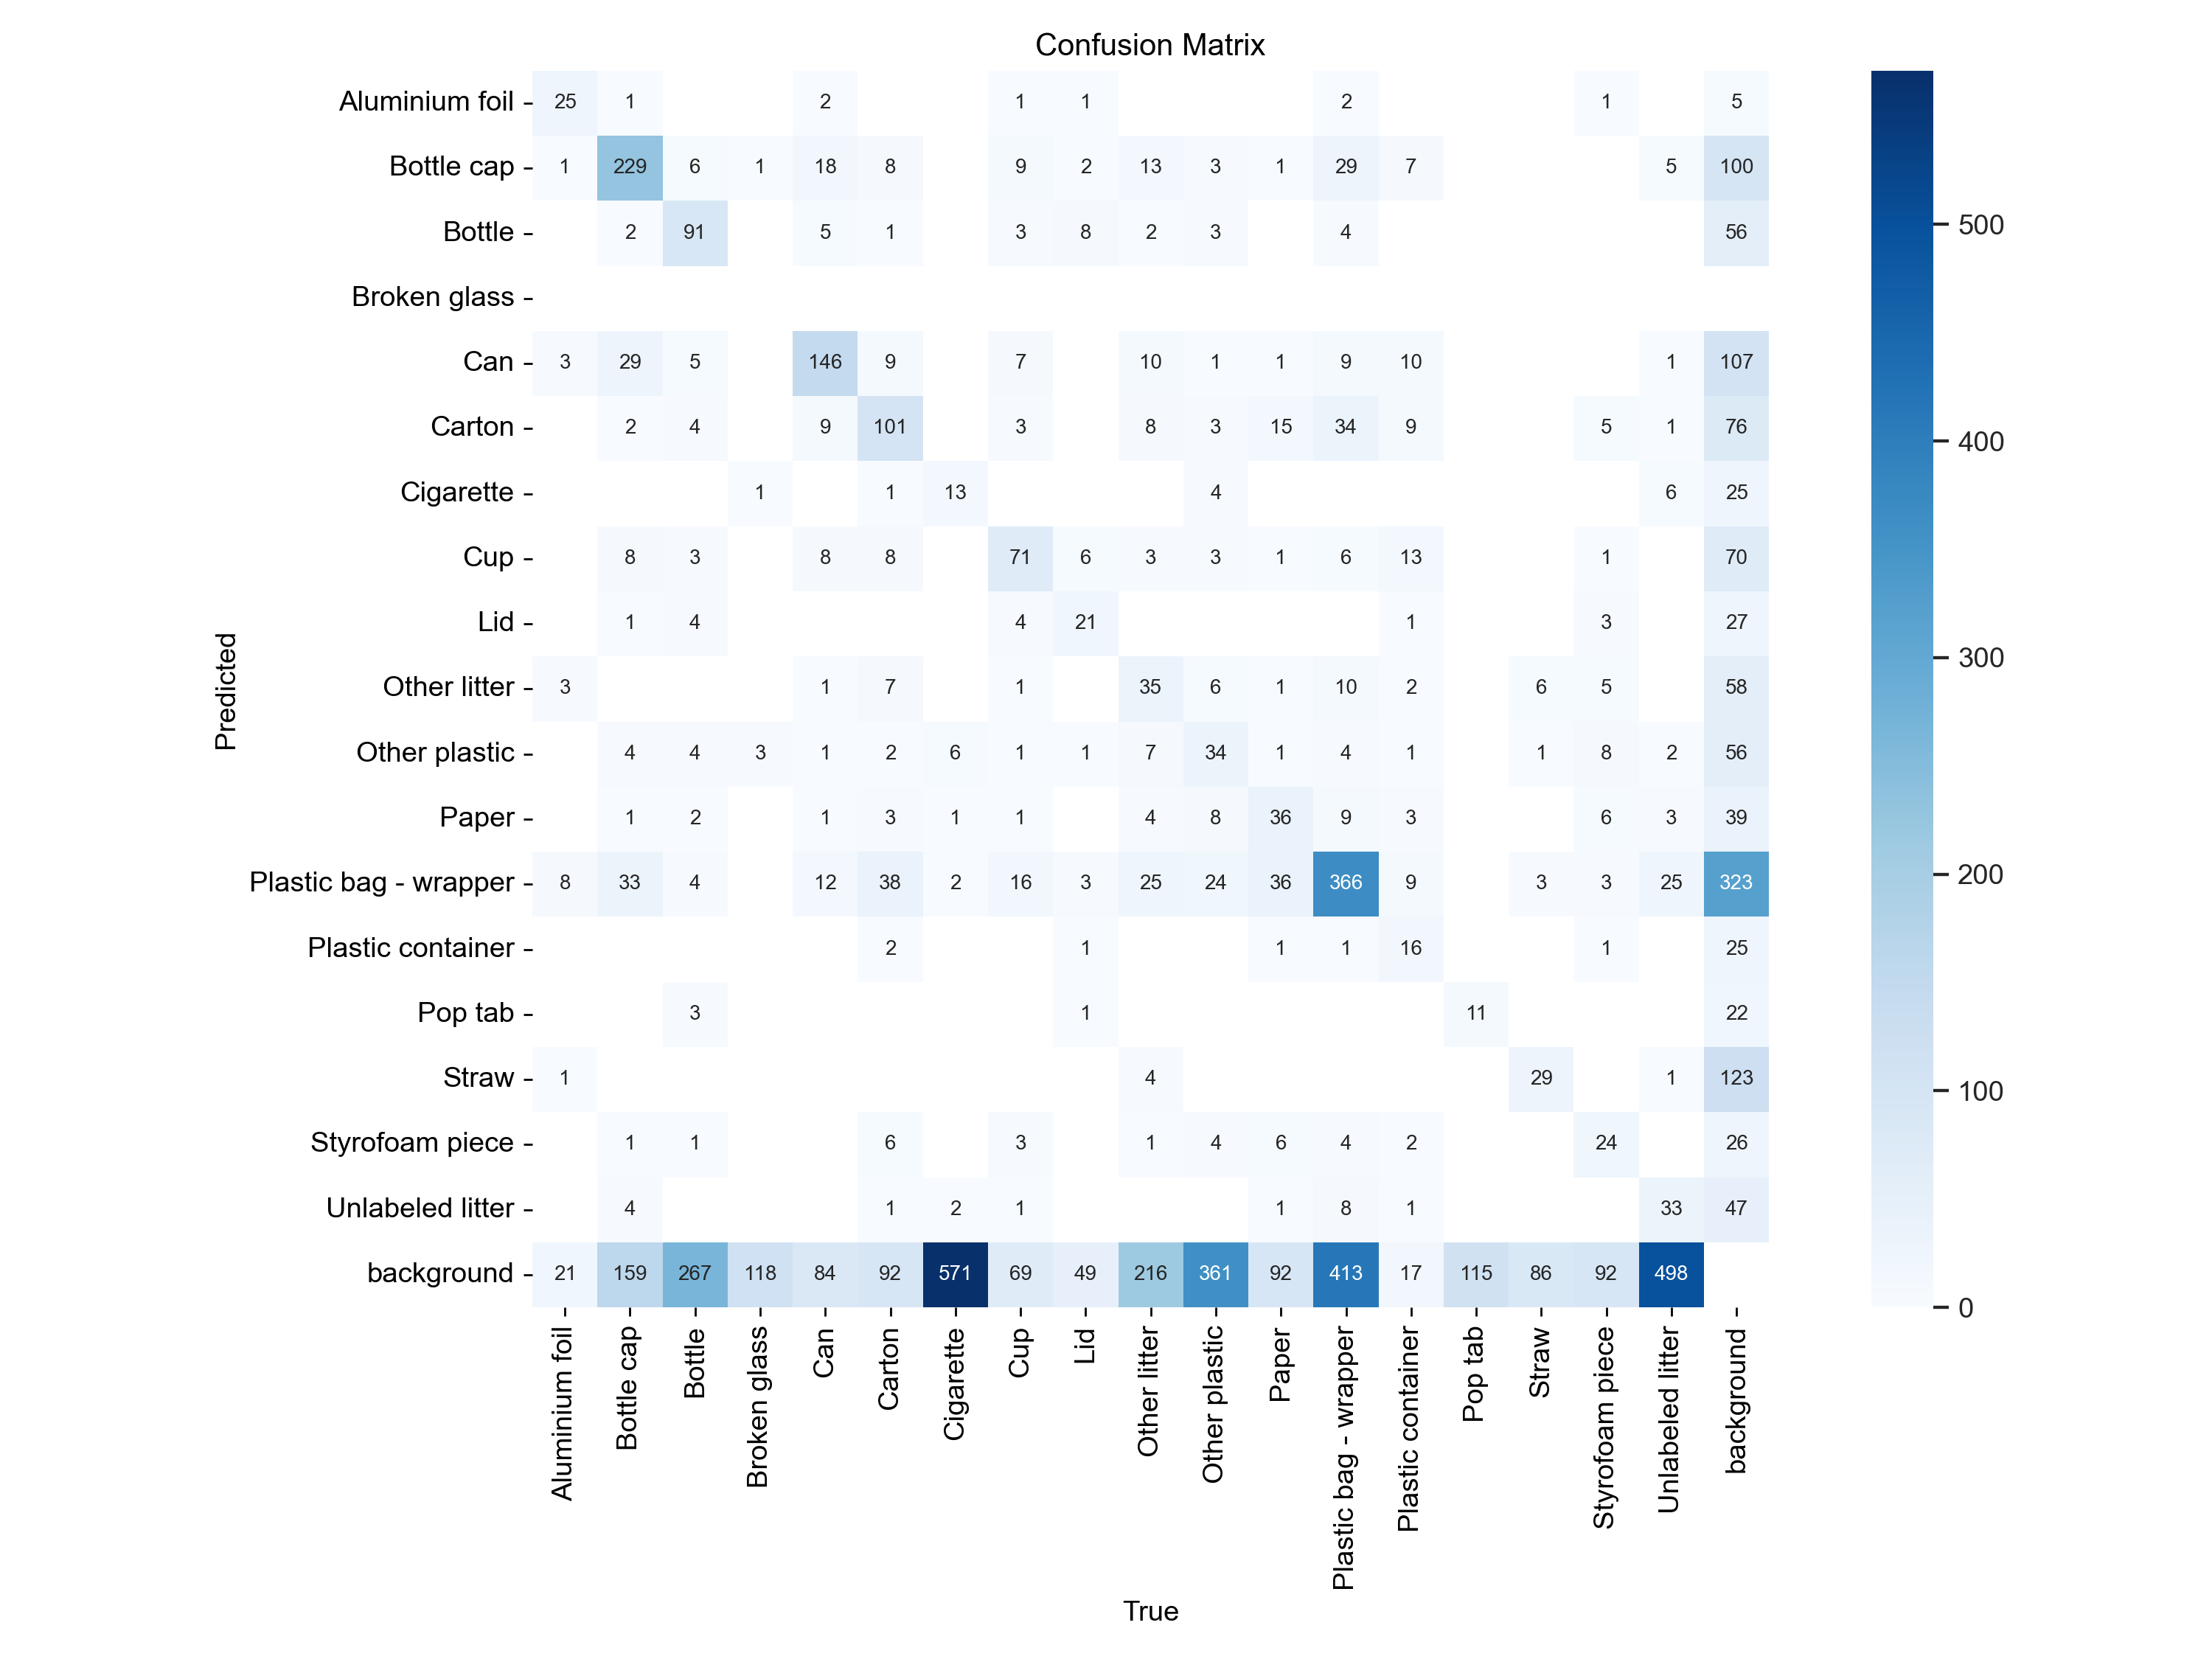 Confusion Matrix
Aluminium foil 25 1 2 1 1 2 1 5
Bottle cap 1 229 6 1 18 8 9 2 13 3 1 29 7 5 100
Bottle 2 91 5 1 3 8 2 3 4 56
Broken glass
Can 3 29 5 146 9 7 10 1 1 9 10 1 107
Carton 2 4 9 101 3 8 3 15 34 9 5 1 76
Cigarette 1 1 13 4 6 25
Cup 8 3 8 8 71 6 3 3 1 6 13 1 70
Lid 1 4 4 21 1 3 27
Other litter 3 1 7 1 35 6 1 10 2 6 5 58
Other plastic 4 4 3 1 2 6 1 1 7 34 1 4 1 1 8 2 56
Paper 1 2 1 3 1 1 4 8 36 9 3 6 3 39
Plastic bag - wrapper 8 33 4 12 38 2 16 3 25 24 36 366 9 3 3 25 323
Plastic container 2 1 1 1 16 1 25
Pop tab 3 1 11 22
Straw 1 4 29 1 123
Styrofoam piece 1 1 6 3 1 4 6 4 2 24 26
Unlabeled litter 4 1 2 1 1 8 1 33 47
background 21 159 267 118 84 92 571 69 49 216 361 92 413 17 115 86 92 498
Predicted
Aluminium foil
Bottle cap
Bottle
Broken glass
Can
Carton
Cigarette
Cup
Lid
Other litter
Other plastic
Paper
Plastic bag - wrapper
Plastic container
Pop tab
Straw
Styrofoam piece
Unlabeled litter
background
True
500
400
300
200
100
0